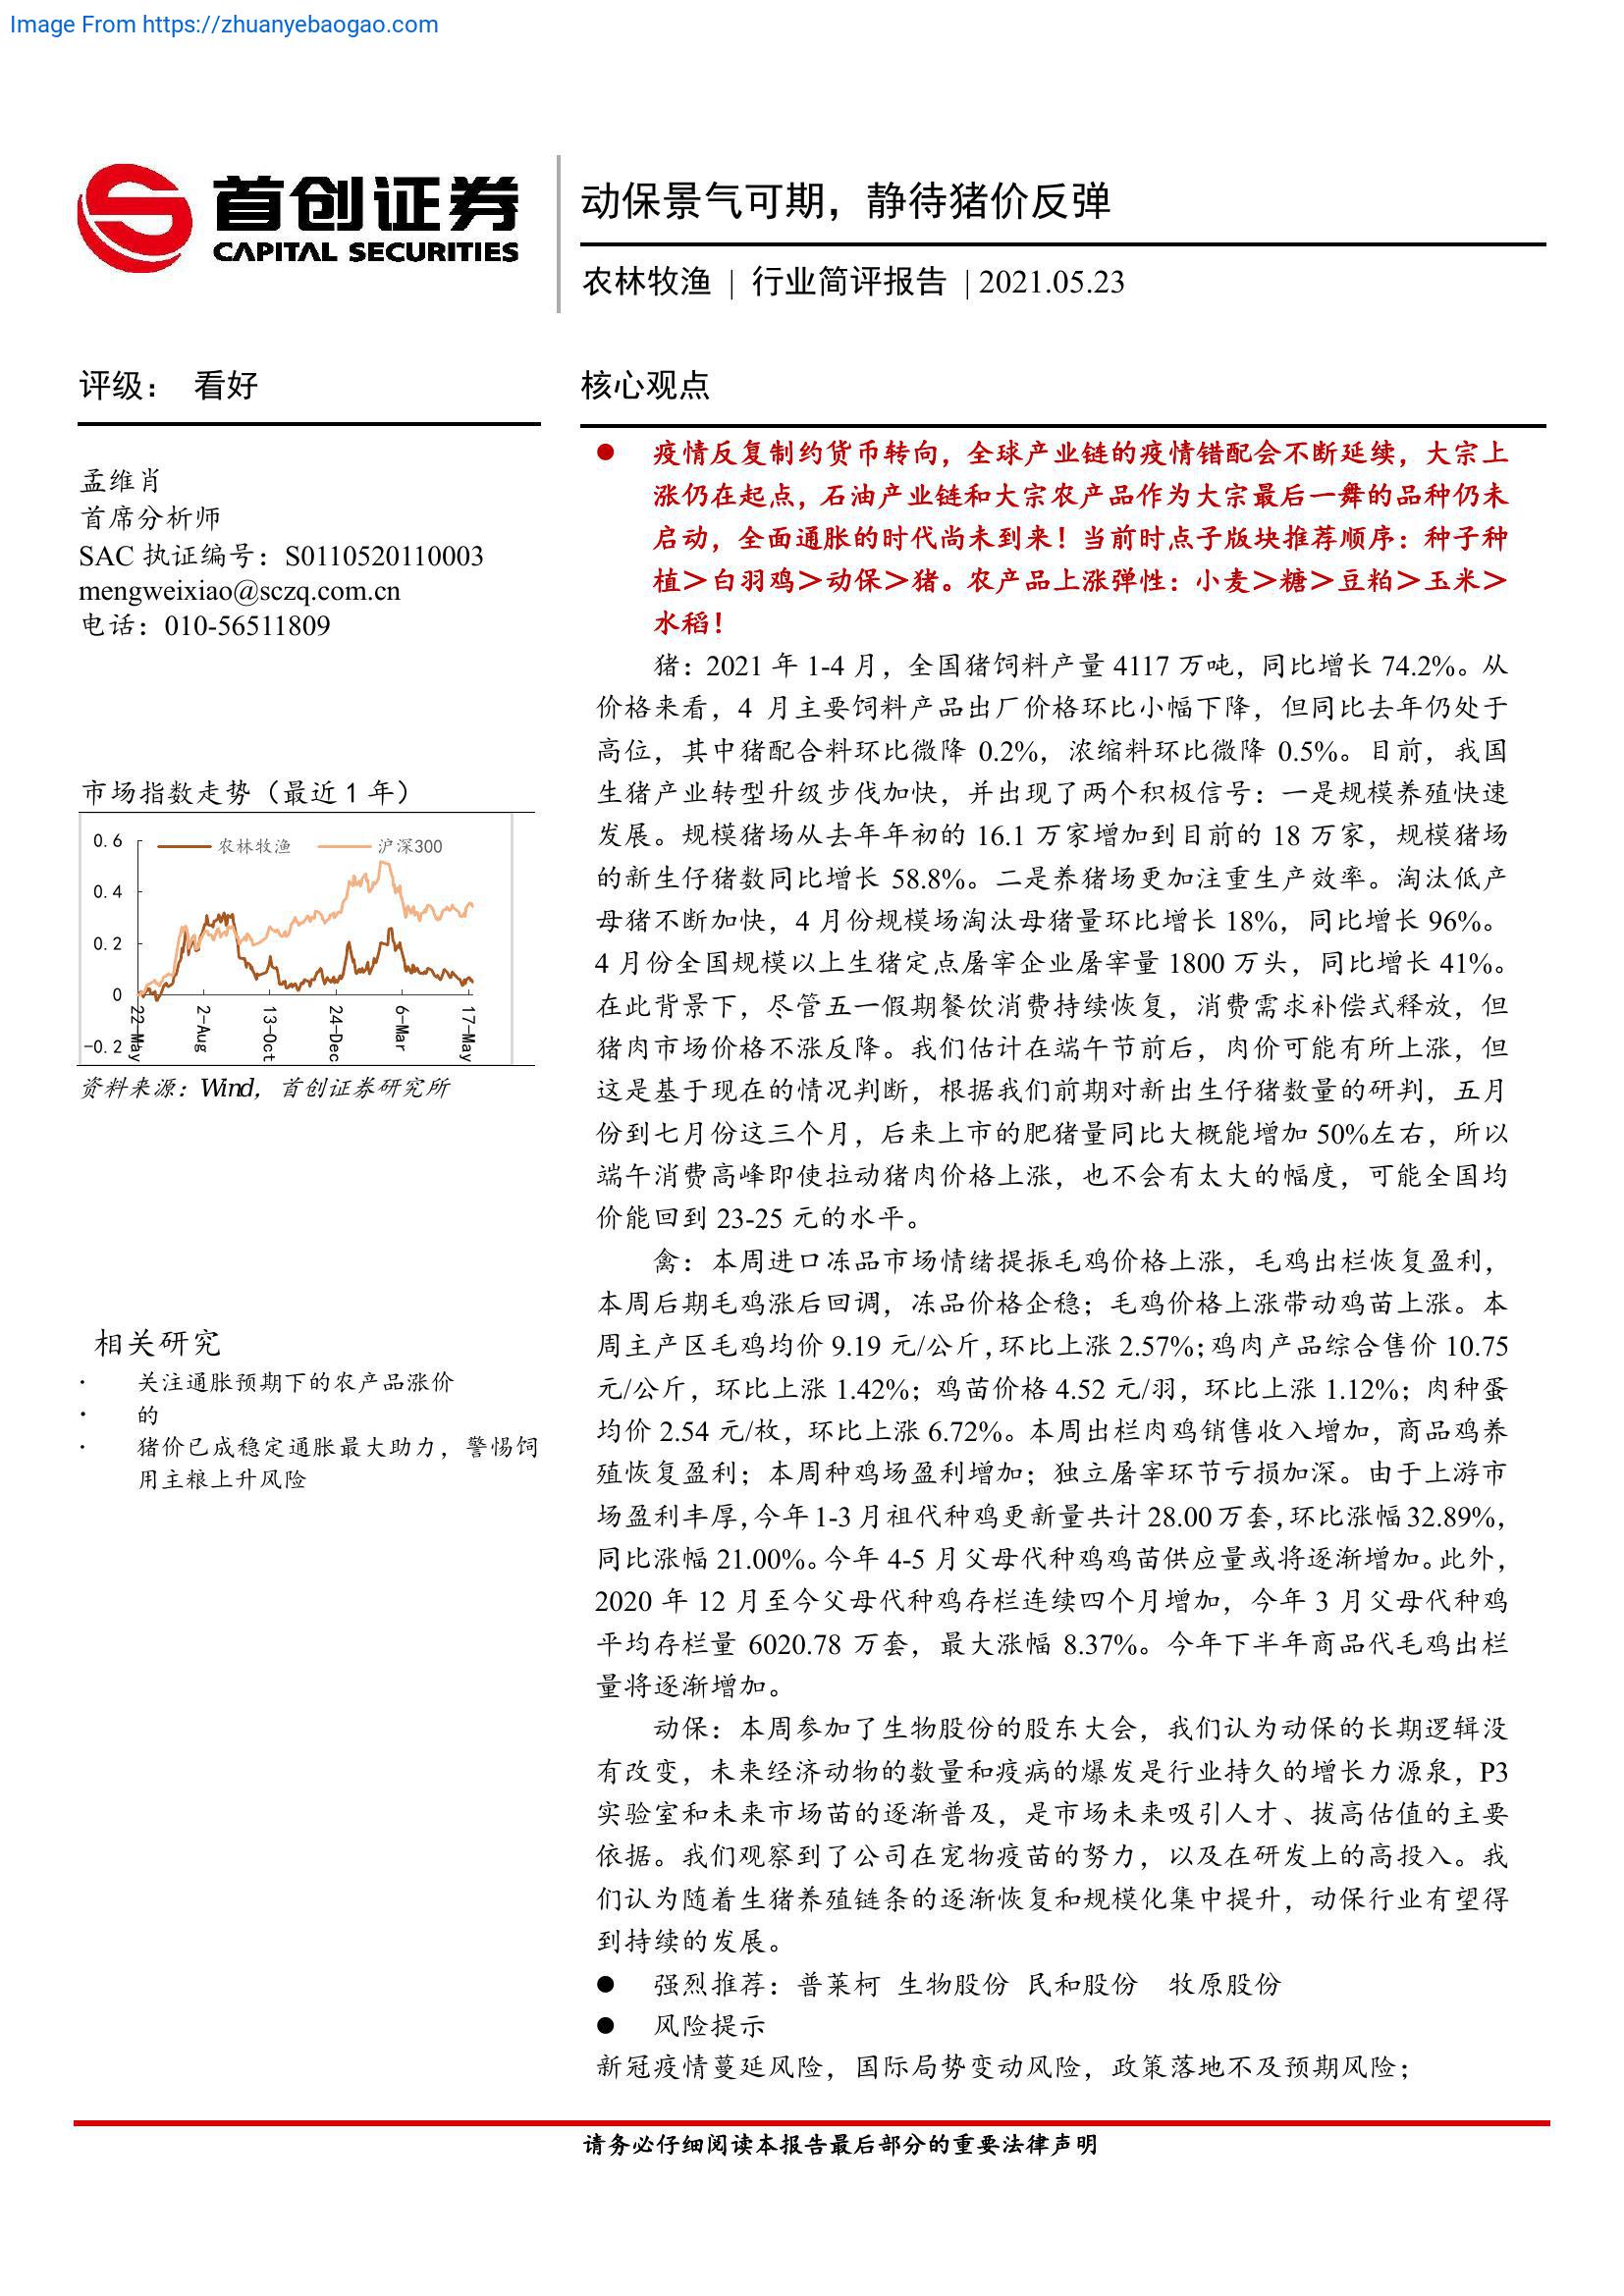 Image From https://zhuanyebaogao.com
首创证券
CAPITAL SECURITIES
动保景气可期，静待猪价反弹
农林牧渔 | 行业简评报告 | 2021.05.23
评级： 看好
孟维肖
首席分析师
SAC 执证编号：S0110520110003
mengweixiao@sczq.com.cn
电话：010-56511809
市场指数走势（最近 1 年）
农林牧渔 沪深300
0.6
0.4
0.2
0
-0.2
22-May 2-Aug 13-Oct 24-Dec 6-Mar 17-May
资料来源：Wind，首创证券研究所
相关研究
· 关注通胀预期下的农产品涨价
· 的
· 猪价已成稳定通胀最大助力，警惕饲
用主粮上升风险
核心观点
● 疫情反复制约货币转向，全球产业链的疫情错配会不断延续，大宗上
涨仍在起点，石油产业链和大宗农产品作为大宗最后一舞的品种仍未
启动，全面通胀的时代尚未到来！当前时点子版块推荐顺序：种子种
植＞白羽鸡＞动保＞猪。农产品上涨弹性：小麦＞糖＞豆粕＞玉米＞
水稻！
猪：2021 年 1-4 月，全国猪饲料产量 4117 万吨，同比增长 74.2%。从
价格来看，4 月主要饲料产品出厂价格环比小幅下降，但同比去年仍处于
高位，其中猪配合料环比微降 0.2%，浓缩料环比微降 0.5%。目前，我国
生猪产业转型升级步伐加快，并出现了两个积极信号：一是规模养殖快速
发展。规模猪场从去年年初的 16.1 万家增加到目前的 18 万家，规模猪场
的新生仔猪数同比增长 58.8%。二是养猪场更加注重生产效率。淘汰低产
母猪不断加快，4 月份规模场淘汰母猪量环比增长 18%，同比增长 96%。
4 月份全国规模以上生猪定点屠宰企业屠宰量 1800 万头，同比增长 41%。
在此背景下，尽管五一假期餐饮消费持续恢复，消费需求补偿式释放，但
猪肉市场价格不涨反降。我们估计在端午节前后，肉价可能有所上涨，但
这是基于现在的情况判断，根据我们前期对新出生仔猪数量的研判，五月
份到七月份这三个月，后来上市的肥猪量同比大概能增加 50%左右，所以
端午消费高峰即使拉动猪肉价格上涨，也不会有太大的幅度，可能全国均
价能回到 23-25 元的水平。
禽：本周进口冻品市场情绪提振毛鸡价格上涨，毛鸡出栏恢复盈利，
本周后期毛鸡涨后回调，冻品价格企稳；毛鸡价格上涨带动鸡苗上涨。本
周主产区毛鸡均价 9.19 元/公斤，环比上涨 2.57%；鸡肉产品综合售价 10.75
元/公斤，环比上涨 1.42%；鸡苗价格 4.52 元/羽，环比上涨 1.12%；肉种蛋
均价 2.54 元/枚，环比上涨 6.72%。本周出栏肉鸡销售收入增加，商品鸡养
殖恢复盈利；本周种鸡场盈利增加；独立屠宰环节亏损加深。由于上游市
场盈利丰厚，今年 1-3 月祖代种鸡更新量共计 28.00 万套，环比涨幅 32.89%，
同比涨幅 21.00%。今年 4-5 月父母代种鸡鸡苗供应量或将逐渐增加。此外，
2020 年 12 月至今父母代种鸡存栏连续四个月增加，今年 3 月父母代种鸡
平均存栏量 6020.78 万套，最大涨幅 8.37%。今年下半年商品代毛鸡出栏
量将逐渐增加。
动保：本周参加了生物股份的股东大会，我们认为动保的长期逻辑没
有改变，未来经济动物的数量和疫病的爆发是行业持久的增长力源泉，P3
实验室和未来市场苗的逐渐普及，是市场未来吸引人才、拔高估值的主要
依据。我们观察到了公司在宠物疫苗的努力，以及在研发上的高投入。我
们认为随着生猪养殖链条的逐渐恢复和规模化集中提升，动保行业有望得
到持续的发展。
● 强烈推荐：普莱柯 生物股份 民和股份 牧原股份
● 风险提示
新冠疫情蔓延风险，国际局势变动风险，政策落地不及预期风险；
请务必仔细阅读本报告最后部分的重要法律声明